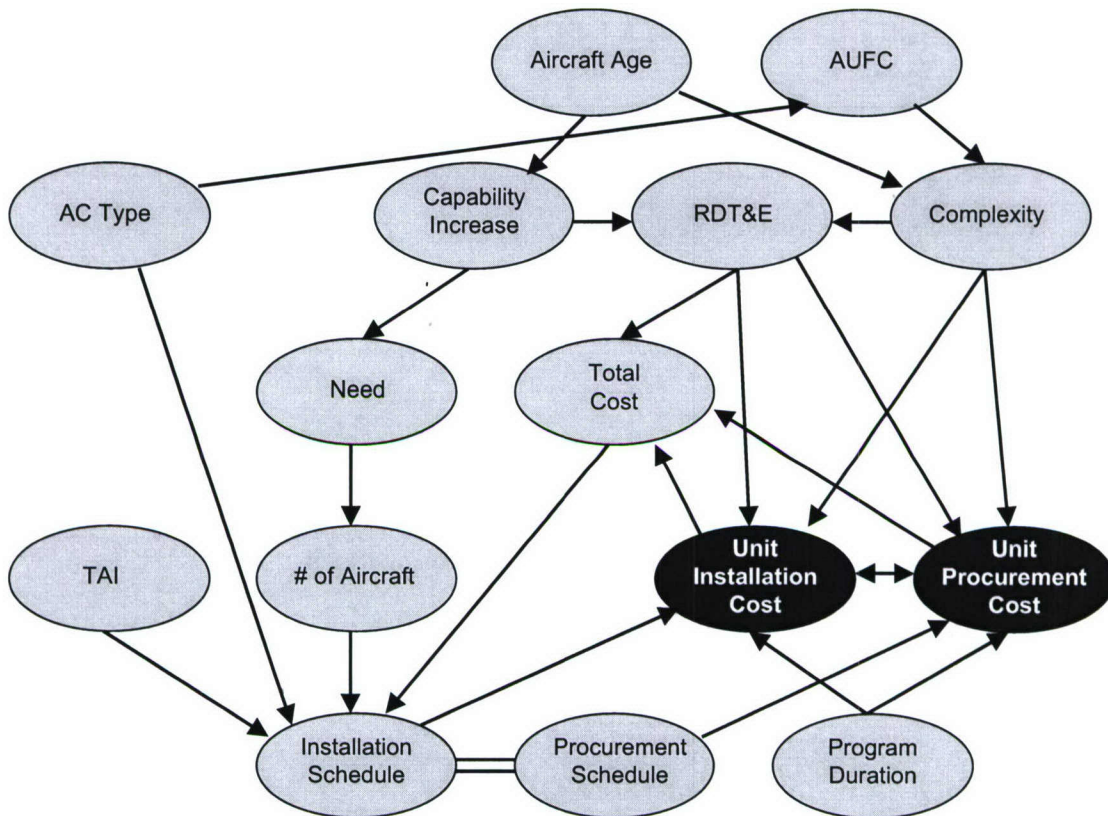 Aircraft Age
AUFC
AC Type
Capability
Increase
RDT&E
Complexity
Need
Total
Cost
TAI
# of Aircraft
Unit
Installation
Cost
Unit
Procurement
Cost
Installation
Schedule
Procurement
Schedule
Program
Duration